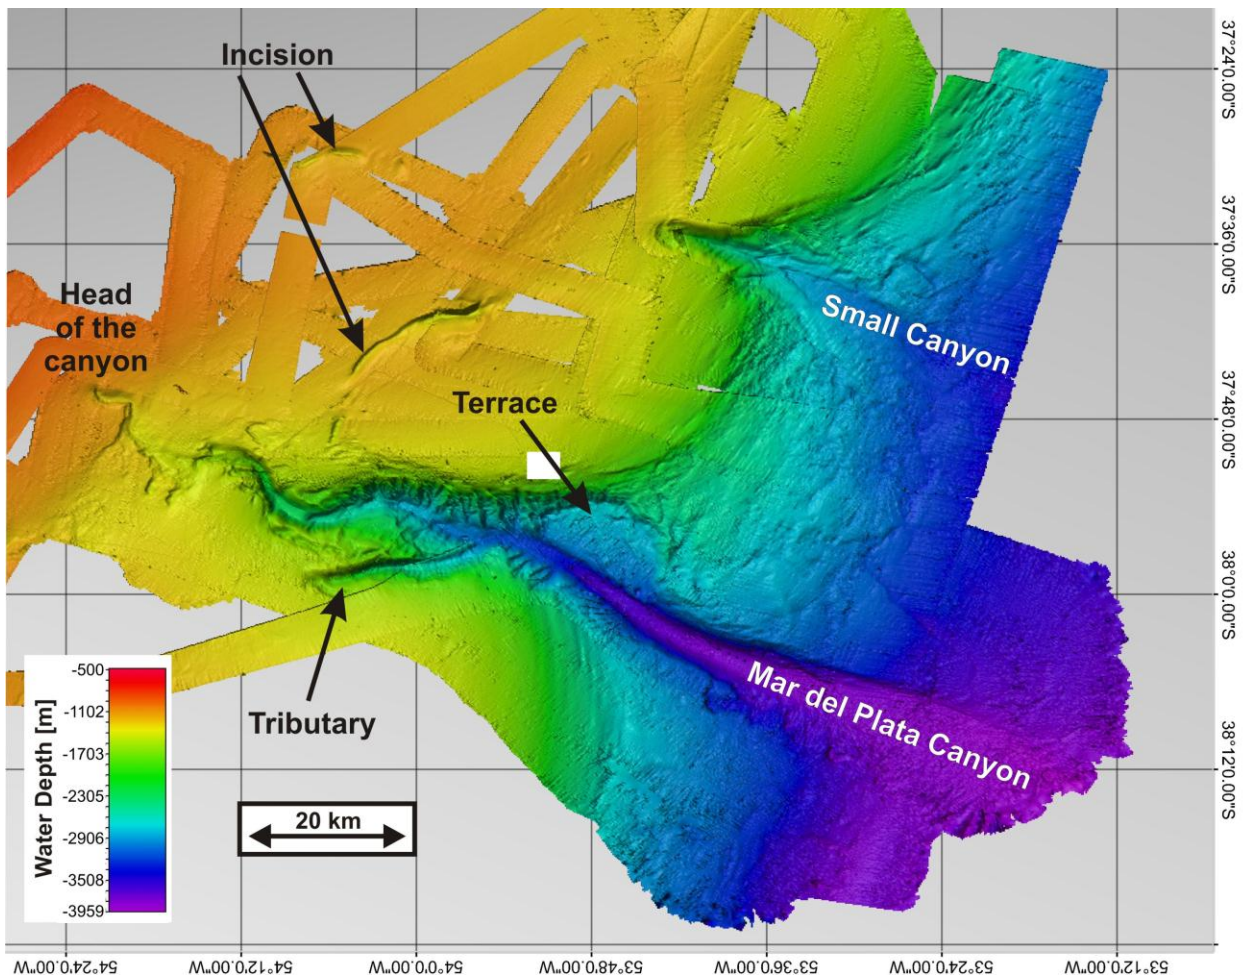 Incision
Head
of the
canyon
Small Canyon
Terrace
Tributary
Mar del Plata Canyon
20 km
Water Depth [m]
-500
-1102
-1703
-2305
-2906
-3508
-3959
37°24'0.00"S
37°36'0.00"S
37°48'0.00"S
38°0'0.00"S
38°12'0.00"S
54°24'0.00"W
54°12'0.00"W
54°0'0.00"W
53°48'0.00"W
53°36'0.00"W
53°24'0.00"W
53°12'0.00"W